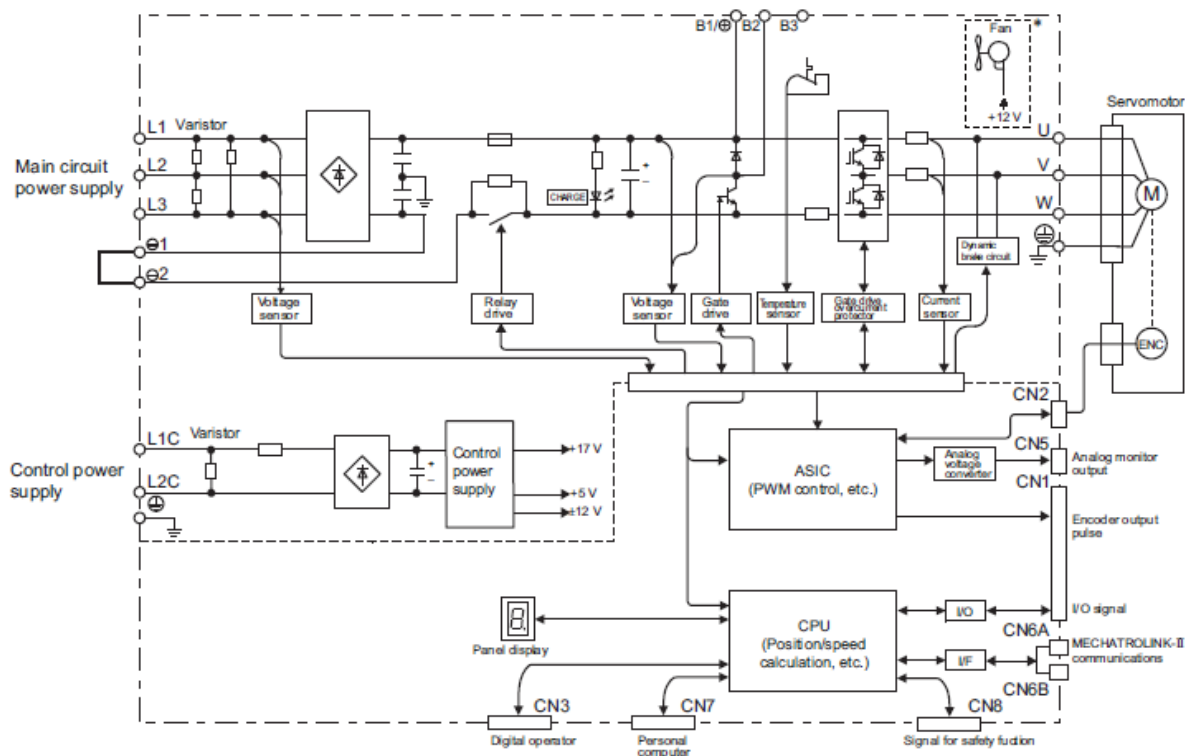 B1/⊕ B2 B3
*
Fan
+12 V
Servomotor
L1 Varistor
U
Main circuit
power supply
L2
V
+
–
CHARGE
M
L3
W
⊖1
Dynamic
brake circuit
⊖2
Voltage
sensor
Relay
drive
Voltage
sensor
Gate
drive
Temperature
sensor
Gate drive
overcurrent
protector
Current
sensor
ENC
CN2
L1C Varistor
+17 V
Control power
supply
+
–
Control
power
supply
ASIC
(PWM control, etc.)
Analog
voltage
converter
CN5
Analog monitor
output
L2C
+5 V
±12 V
CN1
Encoder output
pulse
CPU
(Position/speed
calculation, etc.)
I/O
I/O signal
8.
Panel display
CN6A
I/F
MECHATROLINK-II
communications
CN6B
CN3
CN7
CN8
Digital operator
Personal
computer
Signal for safety fuction